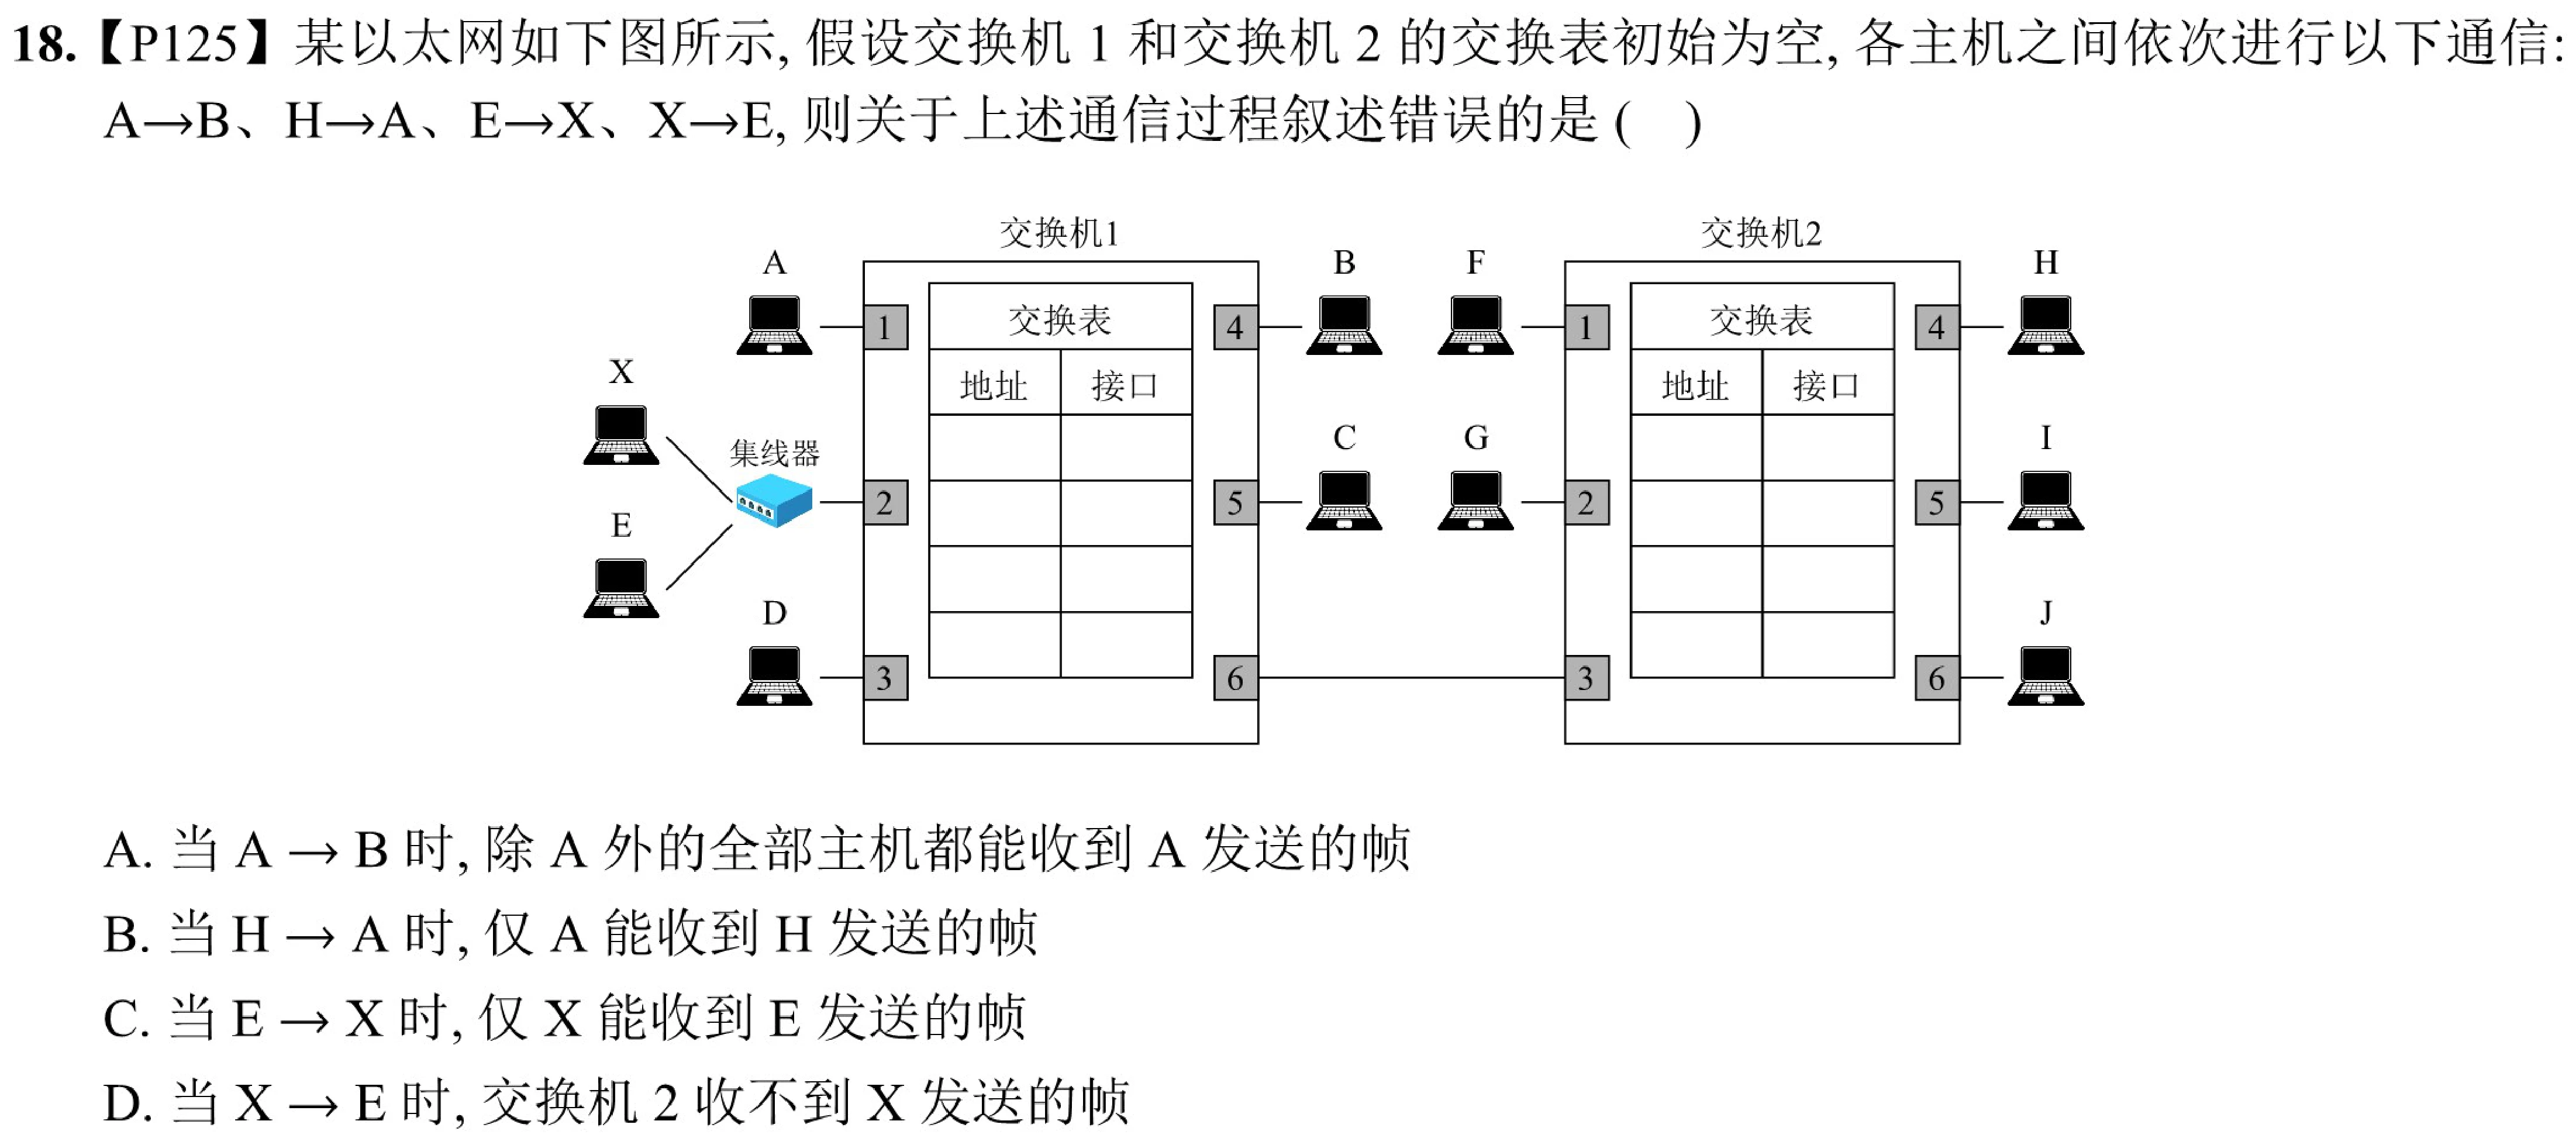 18.【P125】某以太网如下图所示, 假设交换机 1 和交换机 2 的交换表初始为空, 各主机之间依次进行以下通信:
A→B、H→A、E→X、X→E, 则关于上述通信过程叙述错误的是 (    )
交换机1
交换机2
A
B
F
H
1
交换表
4
1
交换表
4
X
地址
接口
地址
接口
集线器
C
G
I
2
5
2
5
E
D
J
3
6
3
6
A. 当 A → B 时, 除 A 外的全部主机都能收到 A 发送的帧
B. 当 H → A 时, 仅 A 能收到 H 发送的帧
C. 当 E → X 时, 仅 X 能收到 E 发送的帧
D. 当 X → E 时, 交换机 2 收不到 X 发送的帧